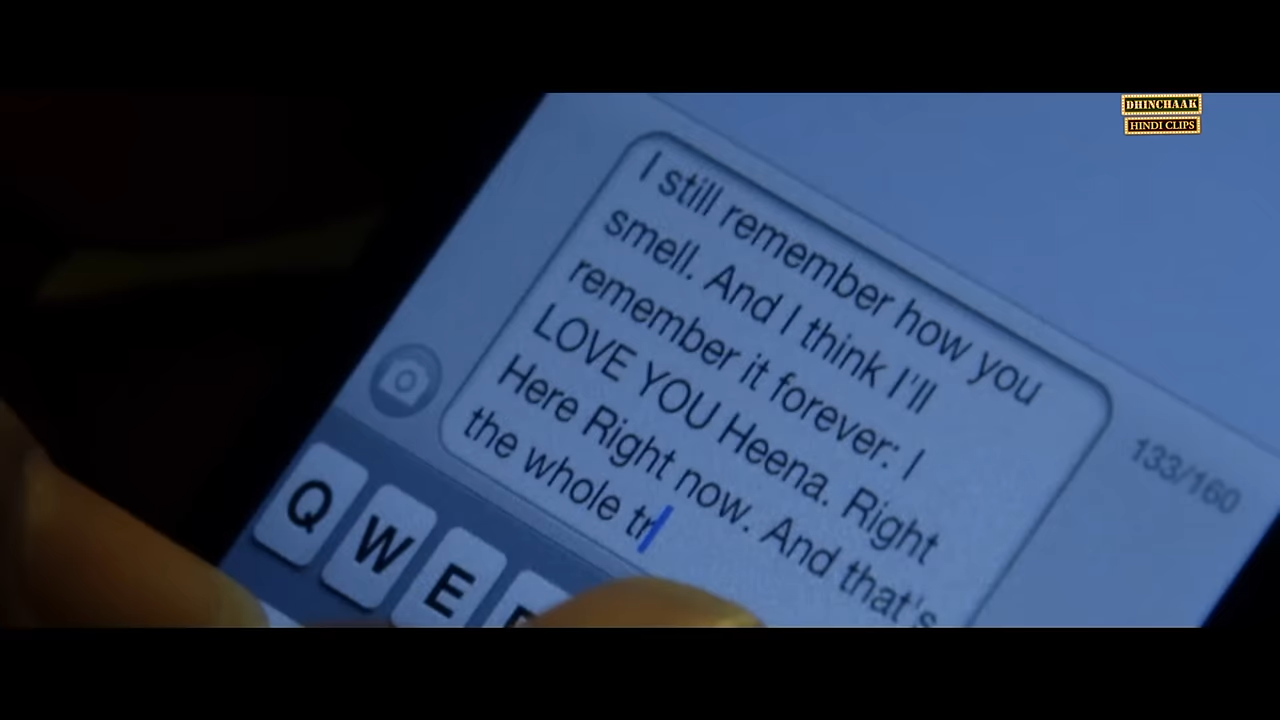 DHINCHAAK
HINDI CLIPS
I still remember how you
smell. And I think I'll
remember it forever: I
LOVE YOU Heena. Right
Here Right now. And that's
the whole tr
133/160
Q W E